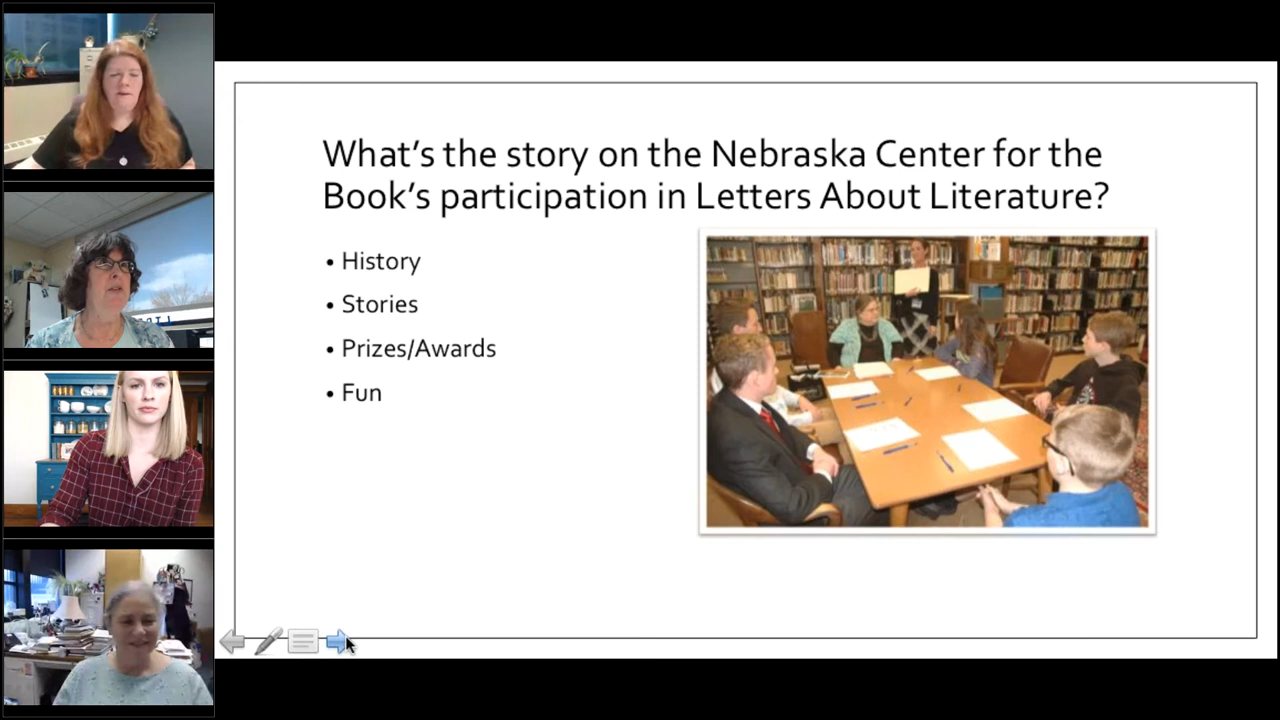 What's the story on the Nebraska Center for the
Book's participation in Letters About Literature?
• History
• Stories
• Prizes/Awards
• Fun